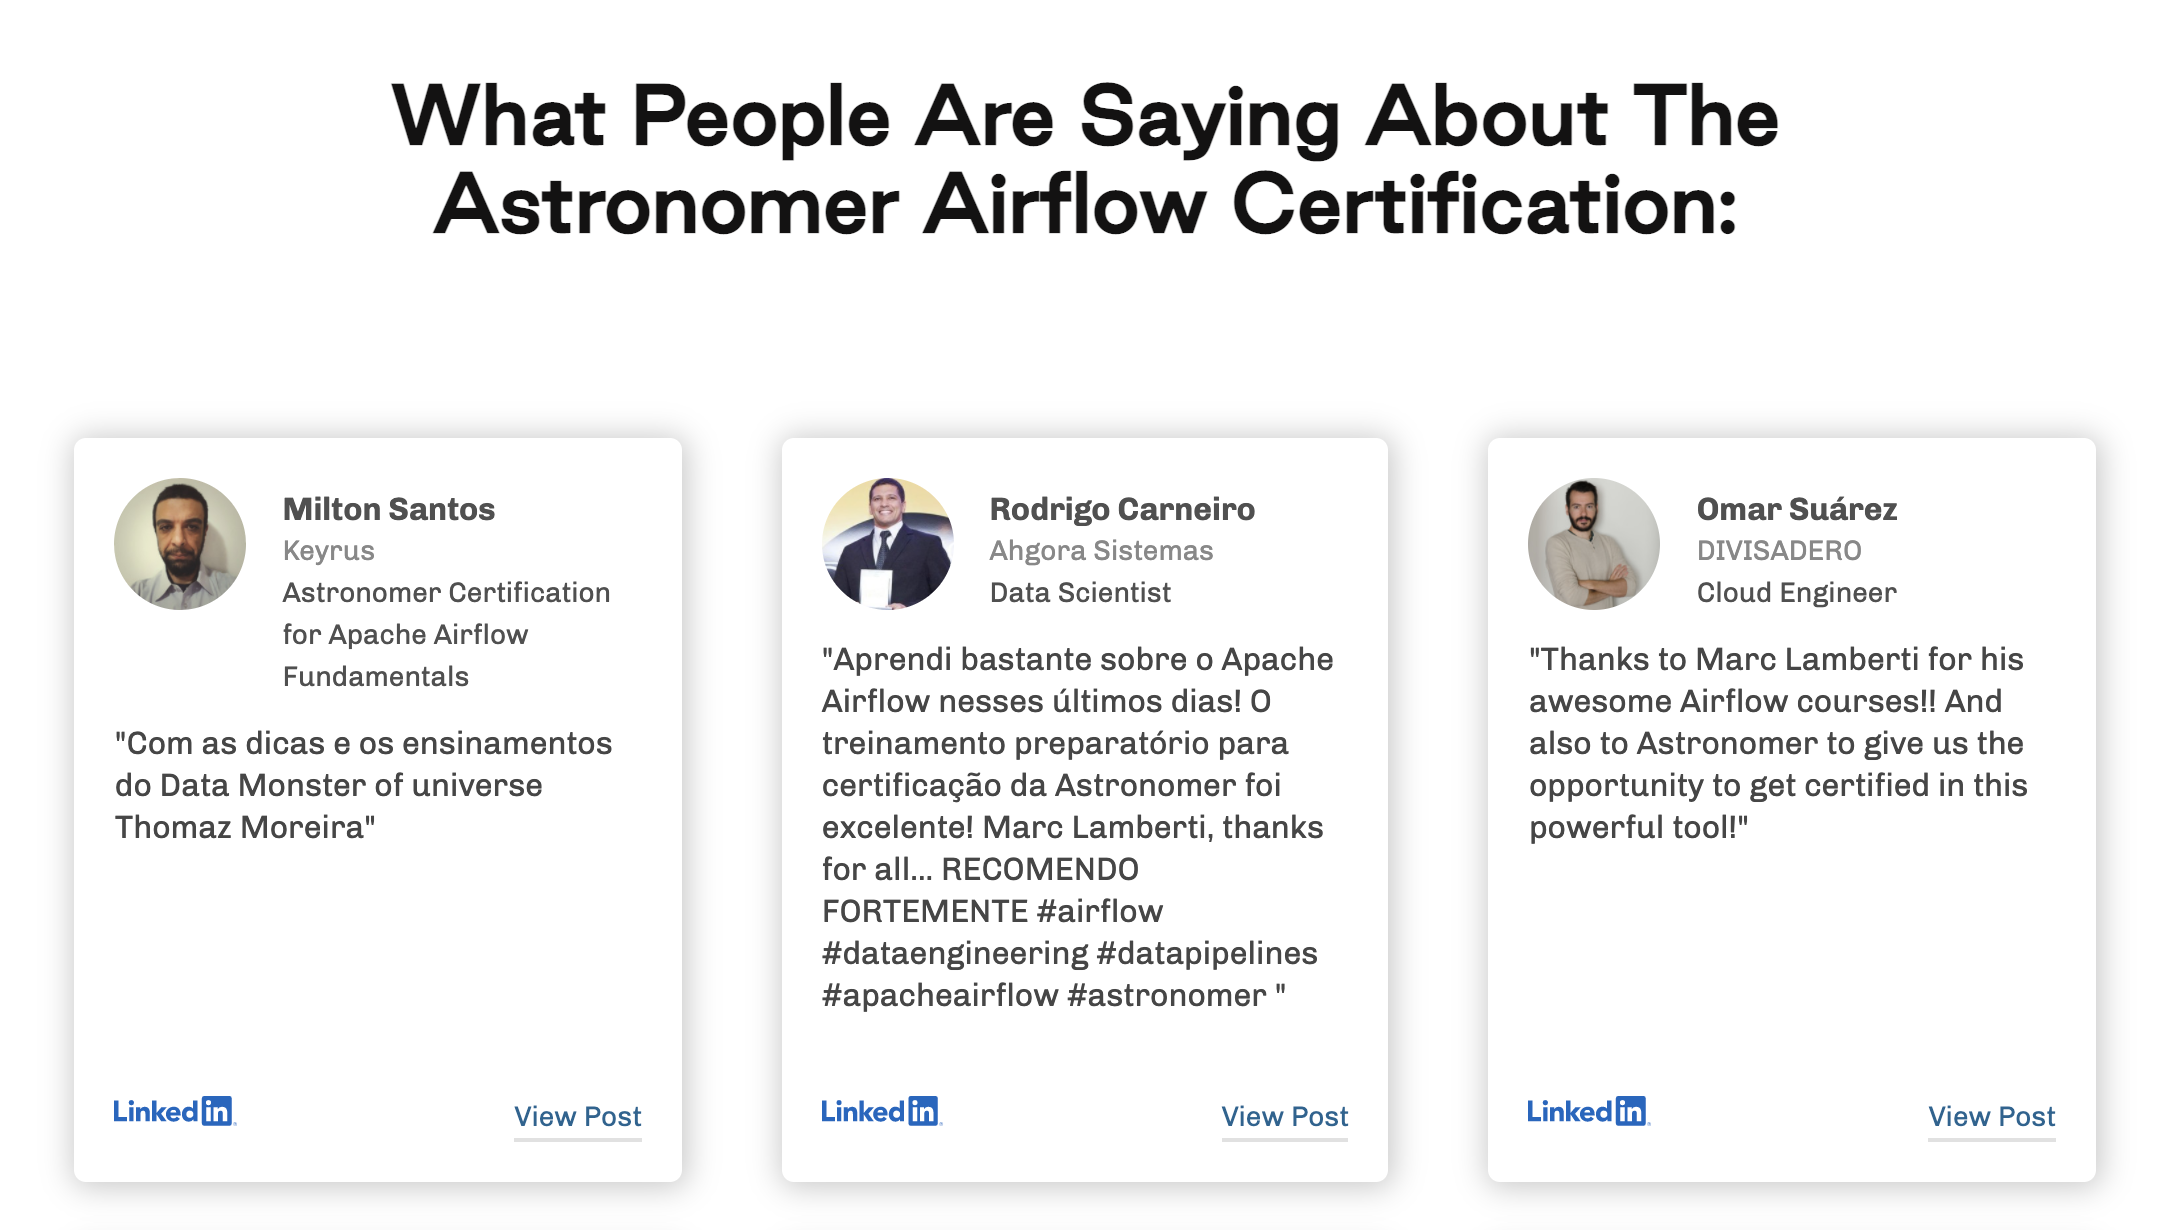 What People Are Saying About The
Astronomer Airflow Certification:
Milton Santos
Keyrus
Astronomer Certification
for Apache Airflow
Fundamentals
"Com as dicas e os ensinamentos
do Data Monster of universe
Thomaz Moreira"
LinkedIn
View Post
Rodrigo Carneiro
Ahgora Sistemas
Data Scientist
"Aprendi bastante sobre o Apache
Airflow nesses últimos dias! O
treinamento preparatório para
certificação da Astronomer foi
excelente! Marc Lamberti, thanks
for all... RECOMENDO
FORTEMENTE #airflow
#dataengineering #datapipelines
#apacheairflow #astronomer "
LinkedIn
View Post
Omar Suárez
DIVISADERO
Cloud Engineer
"Thanks to Marc Lamberti for his
awesome Airflow courses!! And
also to Astronomer to give us the
opportunity to get certified in this
powerful tool!"
LinkedIn
View Post